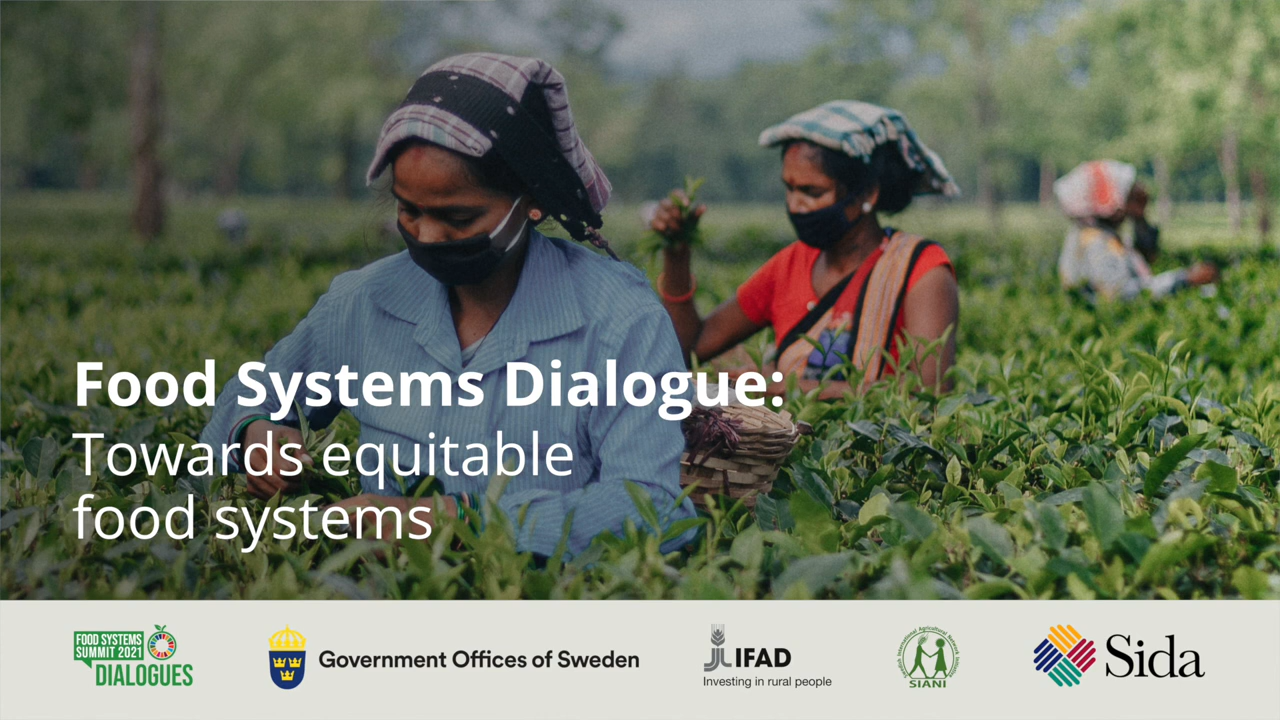 Food Systems Dialogue:
Towards equitable
food systems
FOOD SYSTEMS
SUMMIT 2021
DIALOGUES
Government Offices of Sweden
IFAD
Investing in rural people
SIANI
Sida